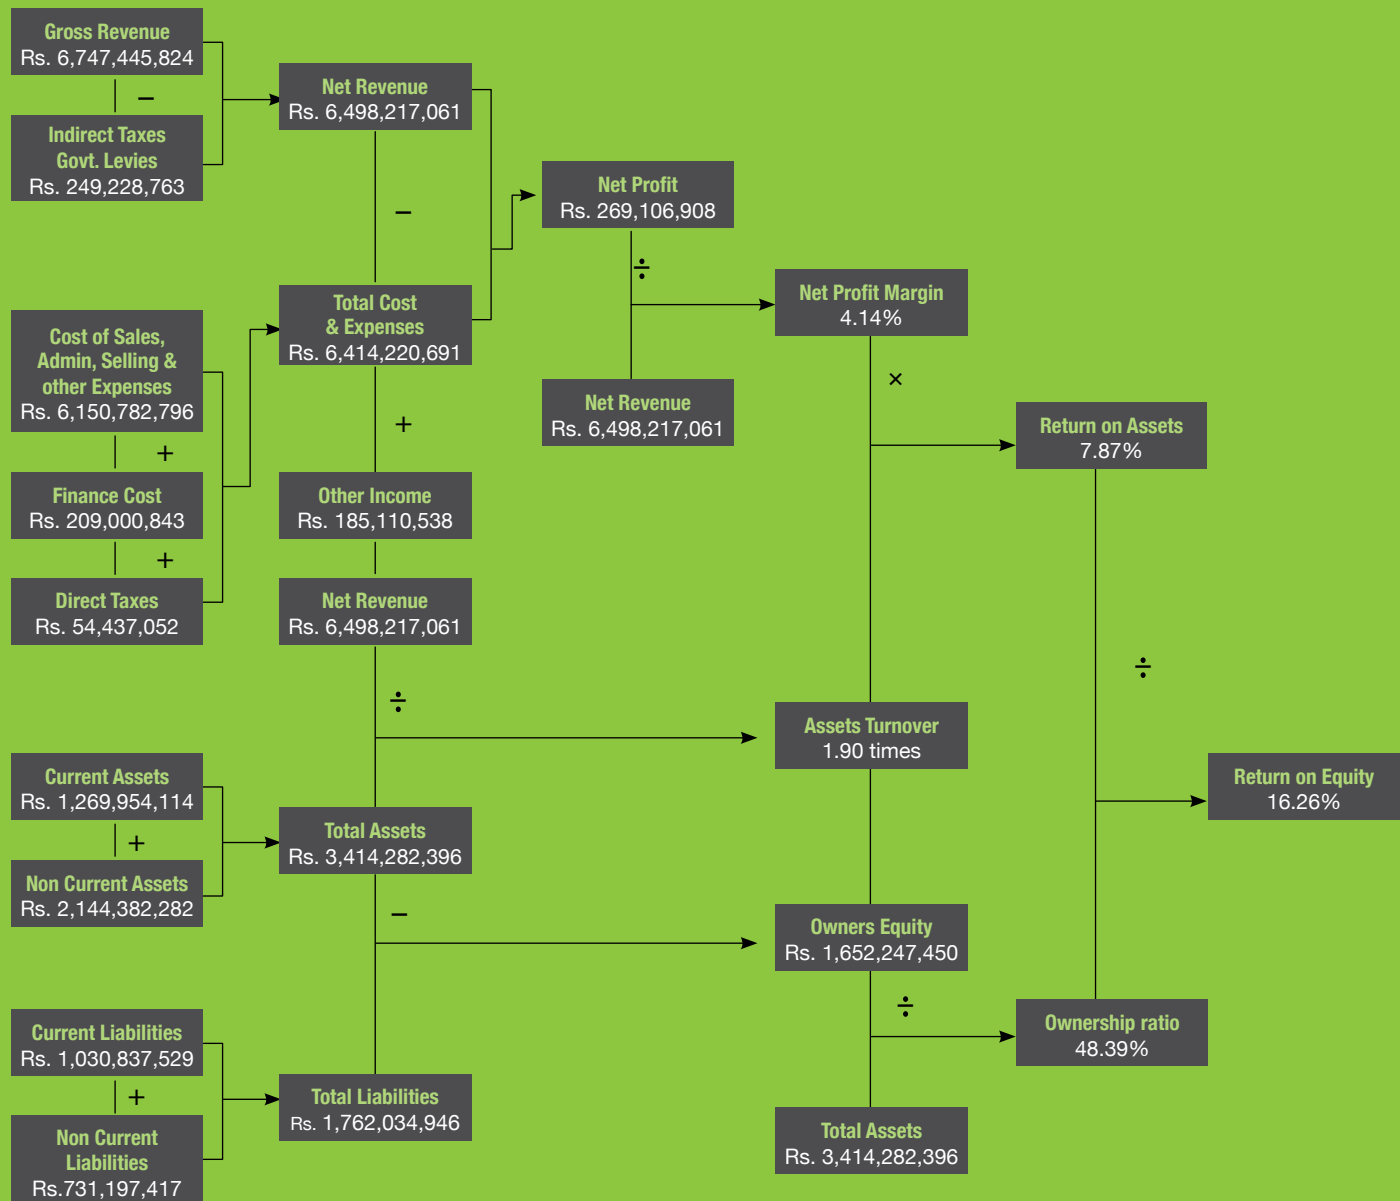 Gross Revenue
Rs. 6,747,445,824
−
Indirect Taxes
Govt. Levies
Rs. 249,228,763
Net Revenue
Rs. 6,498,217,061
−
Net Profit
Rs. 269,106,908
÷
Net Revenue
Rs. 6,498,217,061
Net Profit Margin
4.14%
×
Cost of Sales,
Admin, Selling &
other Expenses
Rs. 6,150,782,796
+
Finance Cost
Rs. 209,000,843
+
Direct Taxes
Rs. 54,437,052
Total Cost
& Expenses
Rs. 6,414,220,691
+
Other Income
Rs. 185,110,538
Net Revenue
Rs. 6,498,217,061
÷
Return on Assets
7.87%
÷
Assets Turnover
1.90 times
Return on Equity
16.26%
Current Assets
Rs. 1,269,954,114
+
Non Current Assets
Rs. 2,144,382,282
Total Assets
Rs. 3,414,282,396
−
Owners Equity
Rs. 1,652,247,450
÷
Ownership ratio
48.39%
Current Liabilities
Rs. 1,030,837,529
+
Non Current
Liabilities
Rs.731,197,417
Total Liabilities
Rs. 1,762,034,946
Total Assets
Rs. 3,414,282,396